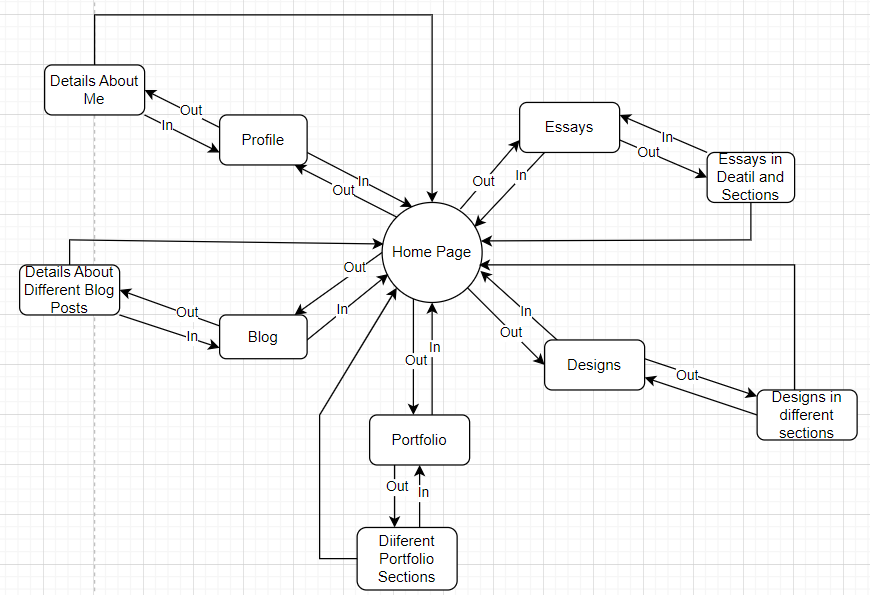 Details About
Me
Out
In
Profile
In
Out
Essays
In
Out
Essays in
Deatil and
Sections
Out
In
Home Page
Details About
Different Blog
Posts
Out
In
Blog
Out
In
Out
In
In
Out
Designs
Out
Designs in
different
sections
Portfolio
Out
In
Diiferent
Portfolio
Sections